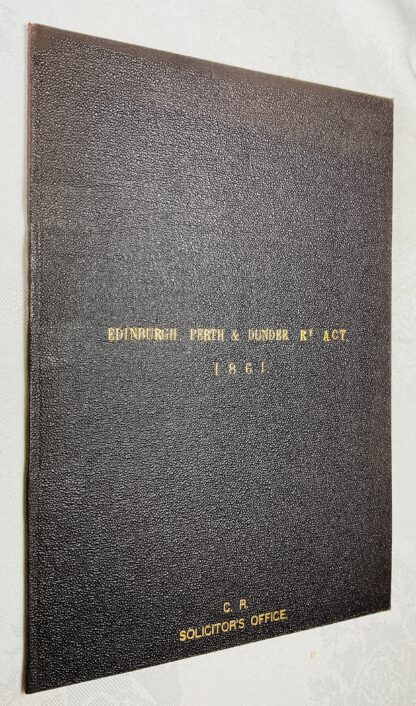 EDINBURGH, PERTH & DUNDEE Rʸ ACT
1861
C. R.
SOLICITOR'S OFFICE.